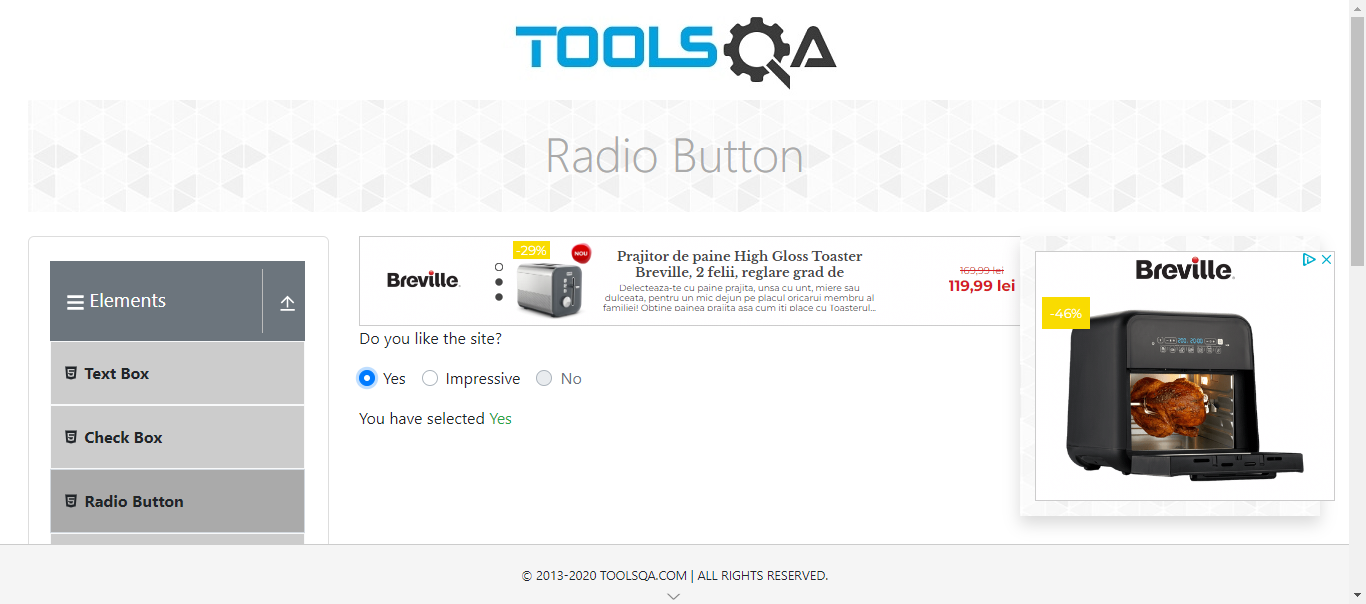 TOOLSQA
Radio Button
Elements
Text Box
Check Box
Radio Button
Breville
-29%
NOU
Prajitor de paine High Gloss Toaster
Breville, 2 felii, reglare grad de
Delecteaza-te cu paine prajita, unsa cu unt, miere sau
dulceata, pentru un mic dejun pe placul oricarui membru al
familiei! Obtine painea prajita asa cum iti place cu Toasterul...
169,99 lei
119,99 lei
Do you like the site?
Yes Impressive No
You have selected Yes
Breville
-46%
© 2013-2020 TOOLSQA.COM | ALL RIGHTS RESERVED.